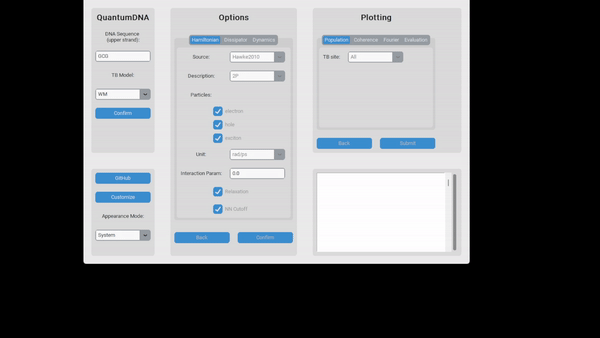 QuantumDNA
DNA Sequence
(upper strand)
GCG
TB Model:
WM
Confirm
GitHub
Customize
Appearance Mode:
System
Options
Hamiltonian Dissipator Dynamics
Source: Hawke2010
Description: 2P
Particles:
electron
hole
exciton
Unit: rad/ps
Interaction Param: 0.0
Relaxation
NN Cutoff
Back Confirm
Plotting
Population Coherence Fourier Evaluation
TB site: All
Back Submit